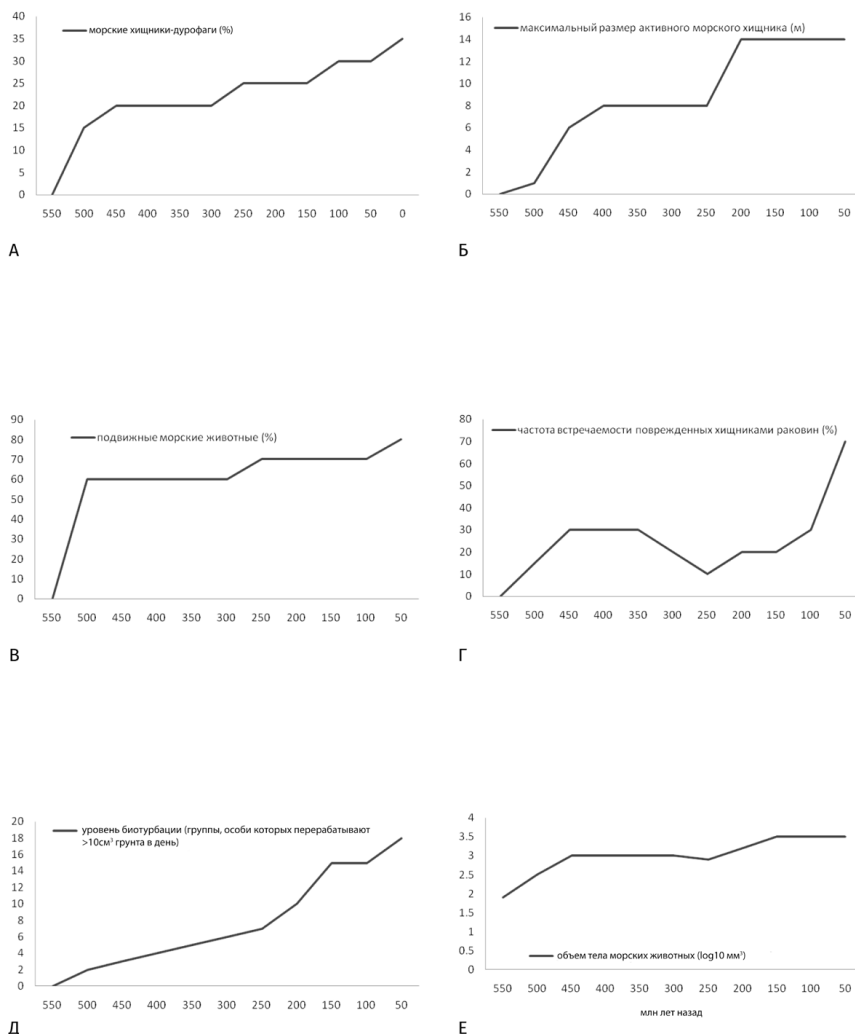 морские хищники-дурофаги (%)
40
35
30
25
20
15
10
5
0
550 500 450 400 350 300 250 200 150 100 50 0
А
максимальный размер активного морского хищника (м)
16
14
12
10
8
6
4
2
0
550 500 450 400 350 300 250 200 150 100 50
Б
подвижные морские животные (%)
90
80
70
60
50
40
30
20
10
0
550 500 450 400 350 300 250 200 150 100 50
В
частота встречаемости поврежденных хищниками раковин (%)
80
70
60
50
40
30
20
10
0
550 500 450 400 350 300 250 200 150 100 50
Г
уровень биотурбации (группы, особи которых перерабатывают
>10см³ грунта в день)
20
18
16
14
12
10
8
6
4
2
0
550 500 450 400 350 300 250 200 150 100 50
Д
4
3.5
3
2.5
2
1.5
1
0.5
0
объем тела морских животных (log10 мм³)
550 500 450 400 350 300 250 200 150 100 50
млн лет назад
Е